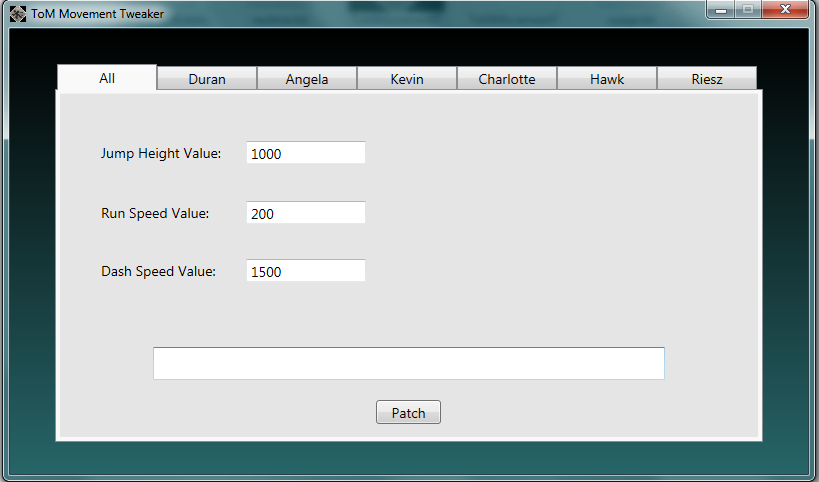 ToM Movement Tweaker
All Duran Angela Kevin Charlotte Hawk Riesz
Jump Height Value: 1000
Run Speed Value: 200
Dash Speed Value: 1500
Patch